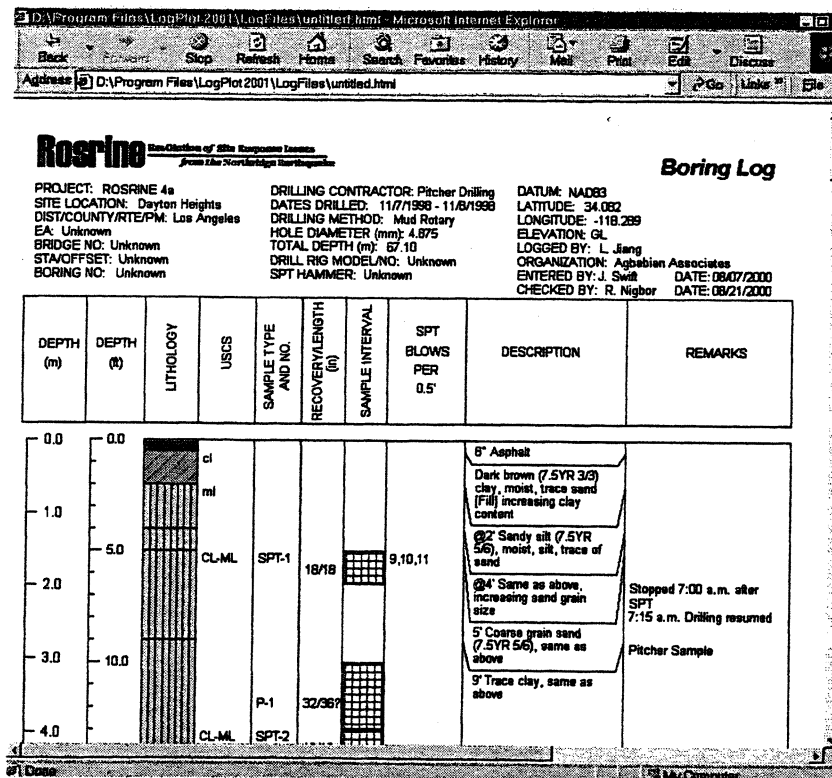 D:\Program Files\LogPlot 2001\LogFiles\untitled.html - Microsoft Internet Explorer
Back Forward Stop Refresh Home Search Favorites History Mail Print Edit Discuss
Address D:\Program Files\LogPlot 2001\LogFiles\untitled.html Go Links »
Rosrine Resolution of Site Response Issues
from the Northridge Earthquake
Boring Log
PROJECT: ROSRINE 4a
SITE LOCATION: Dayton Heights
DIST/COUNTY/RTE/PM: Los Angeles
EA: Unknown
BRIDGE NO: Unknown
STA/OFFSET: Unknown
BORING NO: Unknown
DRILLING CONTRACTOR: Pitcher Drilling
DATES DRILLED: 11/7/1998 - 11/8/1998
DRILLING METHOD: Mud Rotary
HOLE DIAMETER (mm): 4.875
TOTAL DEPTH (m): 67.10
DRILL RIG MODEL/NO: Unknown
SPT HAMMER: Unknown
DATUM: NAD83
LATITUDE: 34.082
LONGITUDE: -118.289
ELEVATION: GL
LOGGED BY: L. Jiang
ORGANIZATION: Agbabian Associates
ENTERED BY: J. Swift DATE: 08/07/2000
CHECKED BY: R. Nigbor DATE: 08/21/2000
DEPTH
(m)
DEPTH
(ft)
LITHOLOGY
USCS
SAMPLE TYPE
AND NO.
RECOVERY/LENGTH
(in)
SAMPLE INTERVAL
SPT
BLOWS
PER
0.5'
DESCRIPTION
REMARKS
0.0
1.0
2.0
3.0
4.0
0.0
5.0
10.0
cl
ml
CL-ML
CL-ML
SPT-1
P-1
SPT-2
18/18
32/36?
9,10,11
6" Asphalt
Dark brown (7.5YR 3/3)
clay, moist, trace sand
[Fill] increasing clay
content
@2' Sandy silt (7.5YR
5/6), moist, silt, trace of
sand
@4' Same as above,
increasing sand grain
size
5' Coarse grain sand
(7.5YR 5/6), same as
above
9' Trace clay, same as
above
Stopped 7:00 a.m. after
SPT
7:15 a.m. Drilling resumed
Pitcher Sample
Done
My Computer